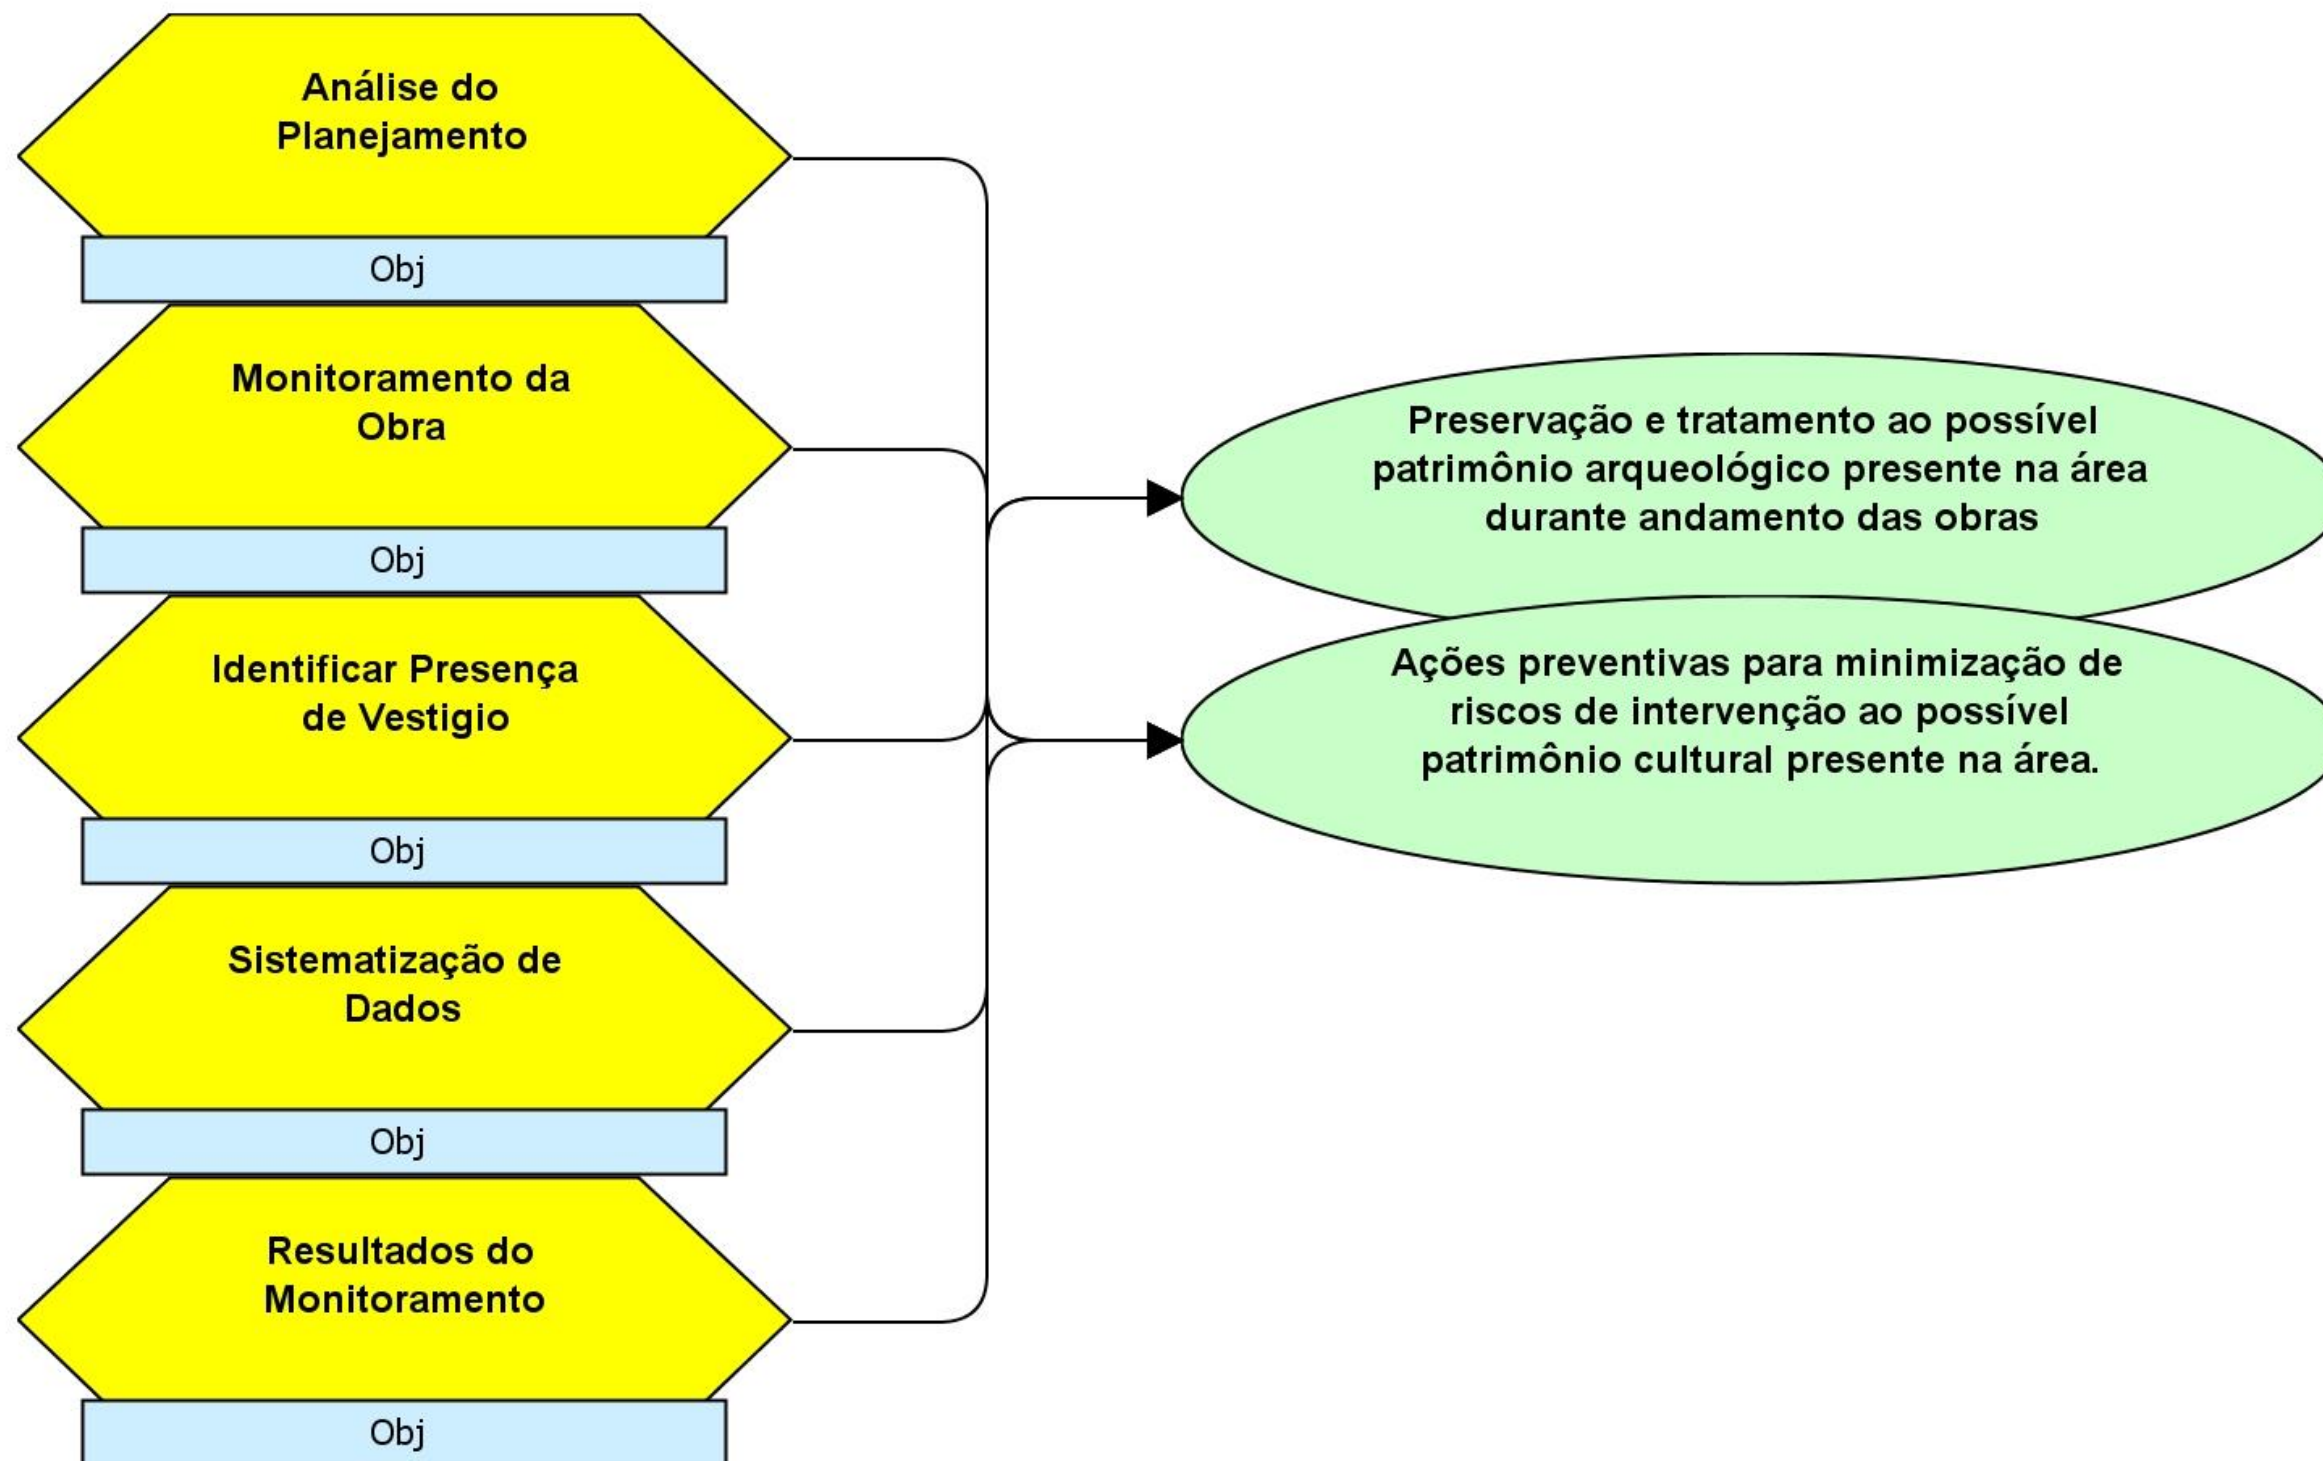 Análise do
Planejamento
Obj
Monitoramento da
Obra
Obj
Identificar Presença
de Vestigio
Obj
Sistematização de
Dados
Obj
Resultados do
Monitoramento
Obj
Preservação e tratamento ao possível
patrimônio arqueológico presente na área
durante andamento das obras
Ações preventivas para minimização de
riscos de intervenção ao possível
patrimônio cultural presente na área.